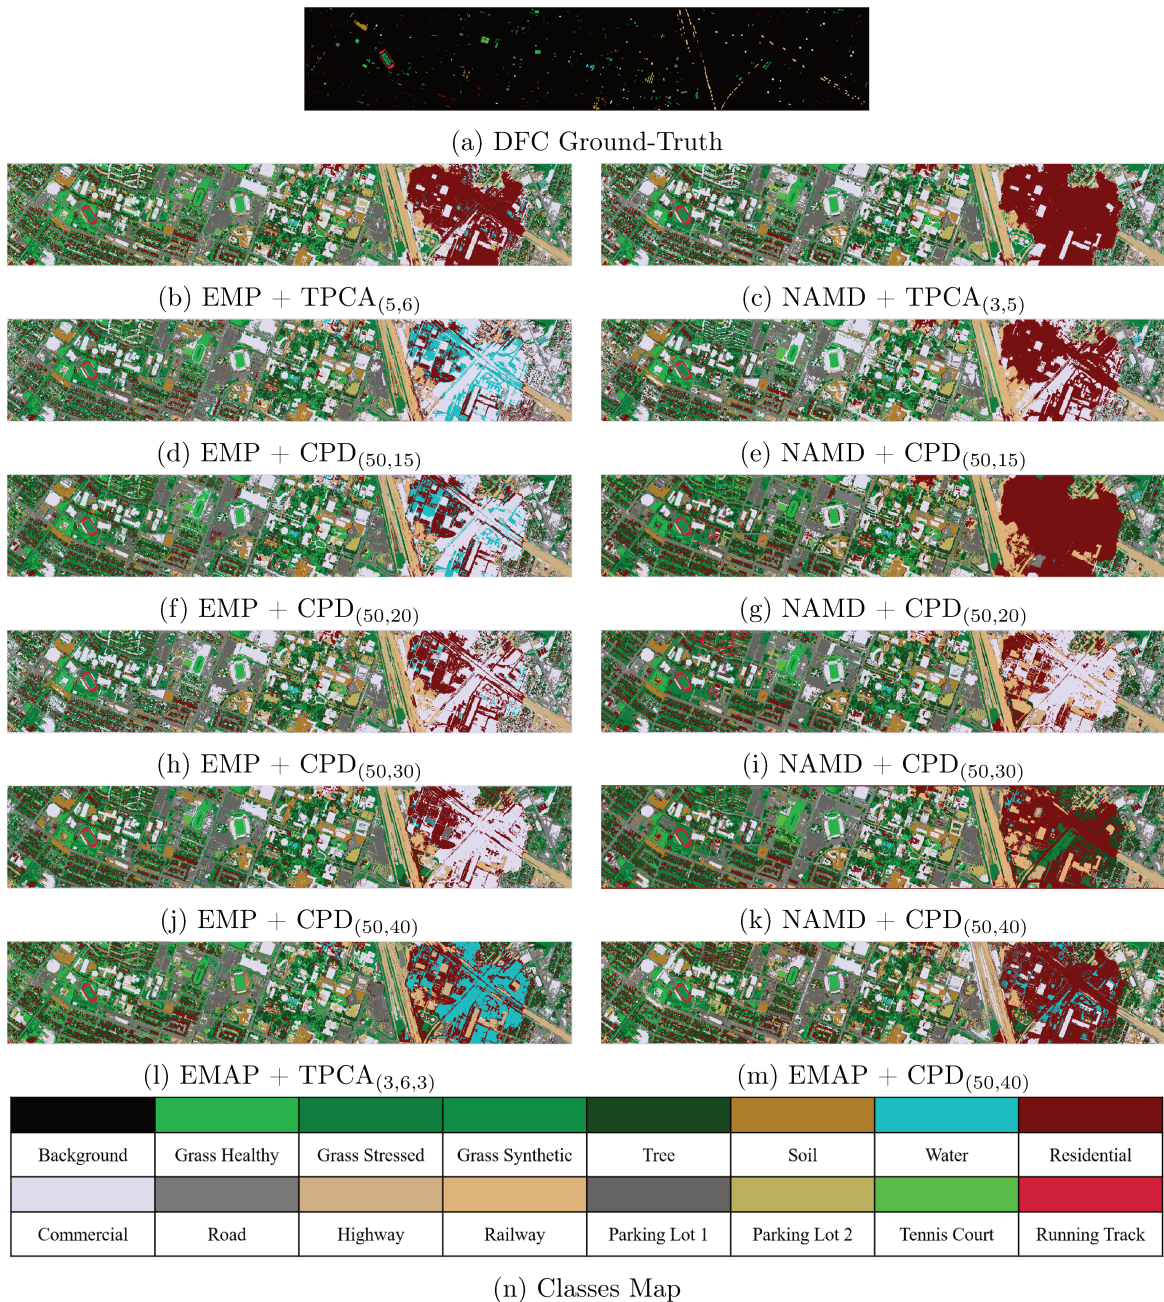 (a) DFC Ground-Truth
(b) EMP + TPCA(5,6)
(c) NAMD + TPCA(3,5)
(d) EMP + CPD(50,15)
(e) NAMD + CPD(50,15)
(f) EMP + CPD(50,20)
(g) NAMD + CPD(50,20)
(h) EMP + CPD(50,30)
(i) NAMD + CPD(50,30)
(j) EMP + CPD(50,40)
(k) NAMD + CPD(50,40)
(l) EMAP + TPCA(3,6,3)
(m) EMAP + CPD(50,40)
Background Grass Healthy Grass Stressed Grass Synthetic Tree Soil Water Residential
Commercial Road Highway Railway Parking Lot 1 Parking Lot 2 Tennis Court Running Track
(n) Classes Map